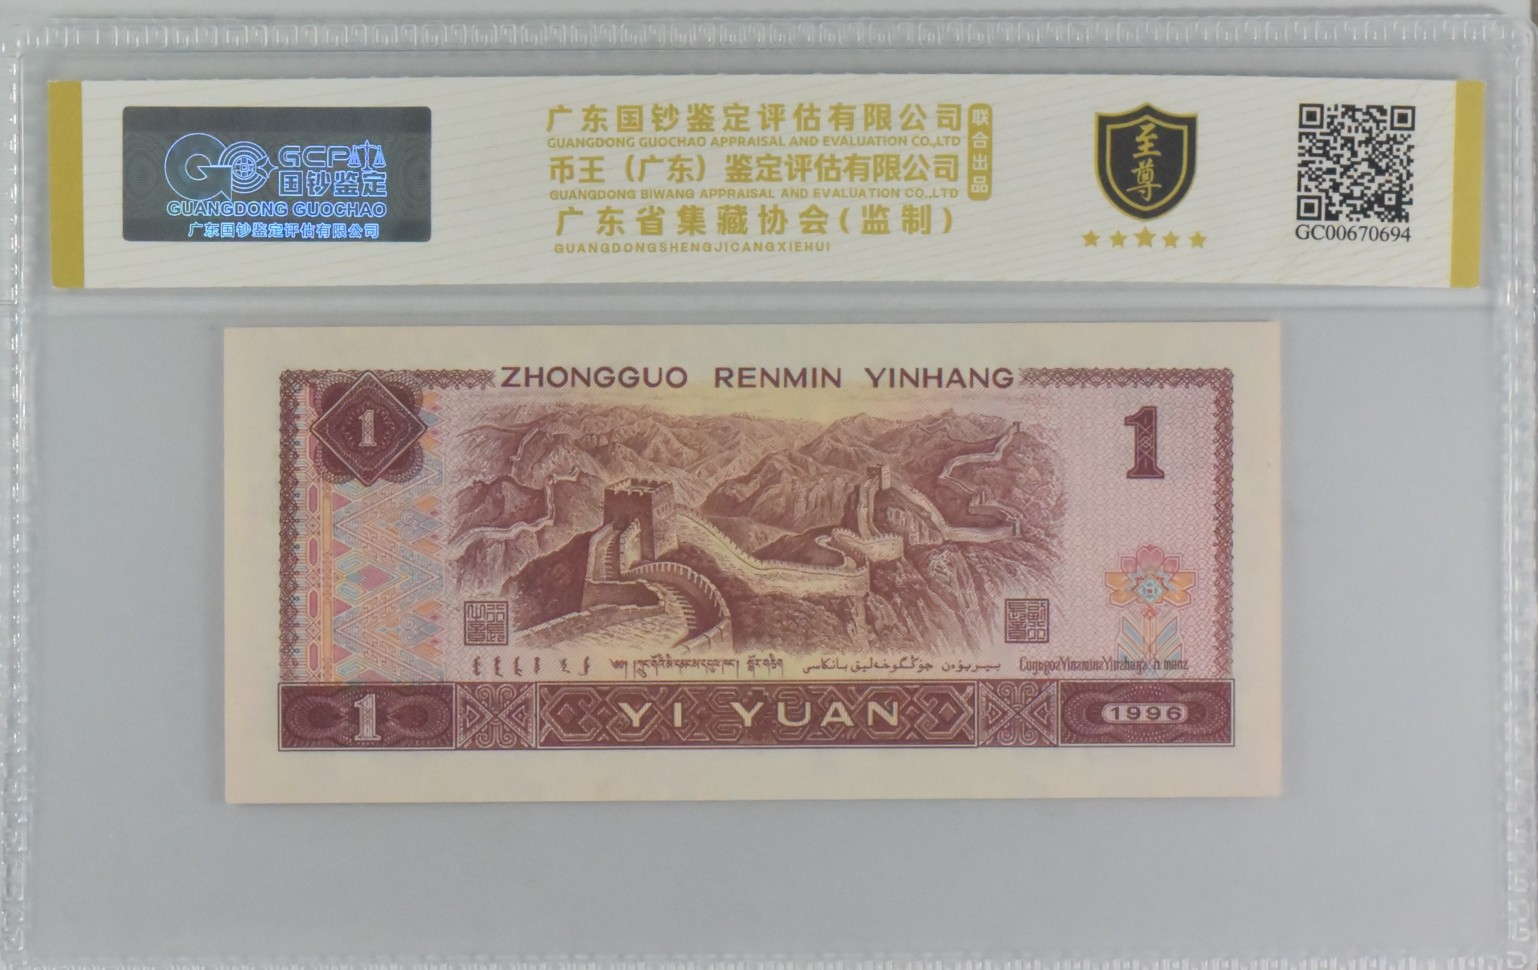 GCPA
国钞鉴定
GUANGDONG GUOCHAO
广东国钞鉴定评估有限公司
广东国钞鉴定评估有限公司
GUANGDONG GUOCHAO APPRAISAL AND EVALUATION CO.,LTD
币王（广东）鉴定评估有限公司
GUANGDONG BIWANG APPRAISAL AND EVALUATION CO.,LTD
联合出品
广东省集藏协会(监制)
GUANGDONGSHENGJICANGXIEHUI
至尊
GC00670694
ZHONGGUO RENMIN YINHANG
1
1
1
YI YUAN
1996